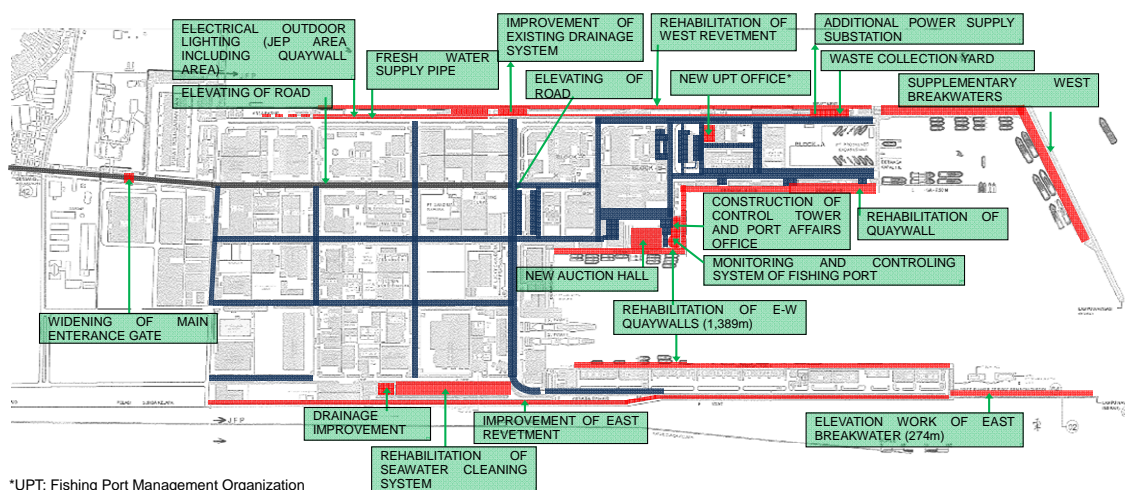 ELECTRICAL OUTDOOR
LIGHTING (JEP AREA
INCLUDING QUAYWALL
AREA)
ELEVATING OF ROAD
FRESH WATER
SUPPLY PIPE
IMPROVEMENT OF
EXISTING DRAINAGE
SYSTEM
ELEVATING OF
ROAD
REHABILITATION OF
WEST REVETMENT
NEW UPT OFFICE*
ADDITIONAL POWER SUPPLY
SUBSTATION
WASTE COLLECTION YARD
SUPPLEMENTARY WEST
BREAKWATERS
CONSTRUCTION OF
CONTROL TOWER
AND PORT AFFAIRS
OFFICE
REHABILITATION OF
QUAYWALL
MONITORING AND CONTROLING
SYSTEM OF FISHING PORT
NEW AUCTION HALL
REHABILITATION OF E-W
QUAYWALLS (1,389m)
WIDENING OF MAIN
ENTERANCE GATE
DRAINAGE
IMPROVEMENT
IMPROVEMENT OF EAST
REVETMENT
REHABILITATION OF
SEAWATER CLEANING
SYSTEM
ELEVATION WORK OF EAST
BREAKWATER (274m)
*UPT: Fishing Port Management Organization